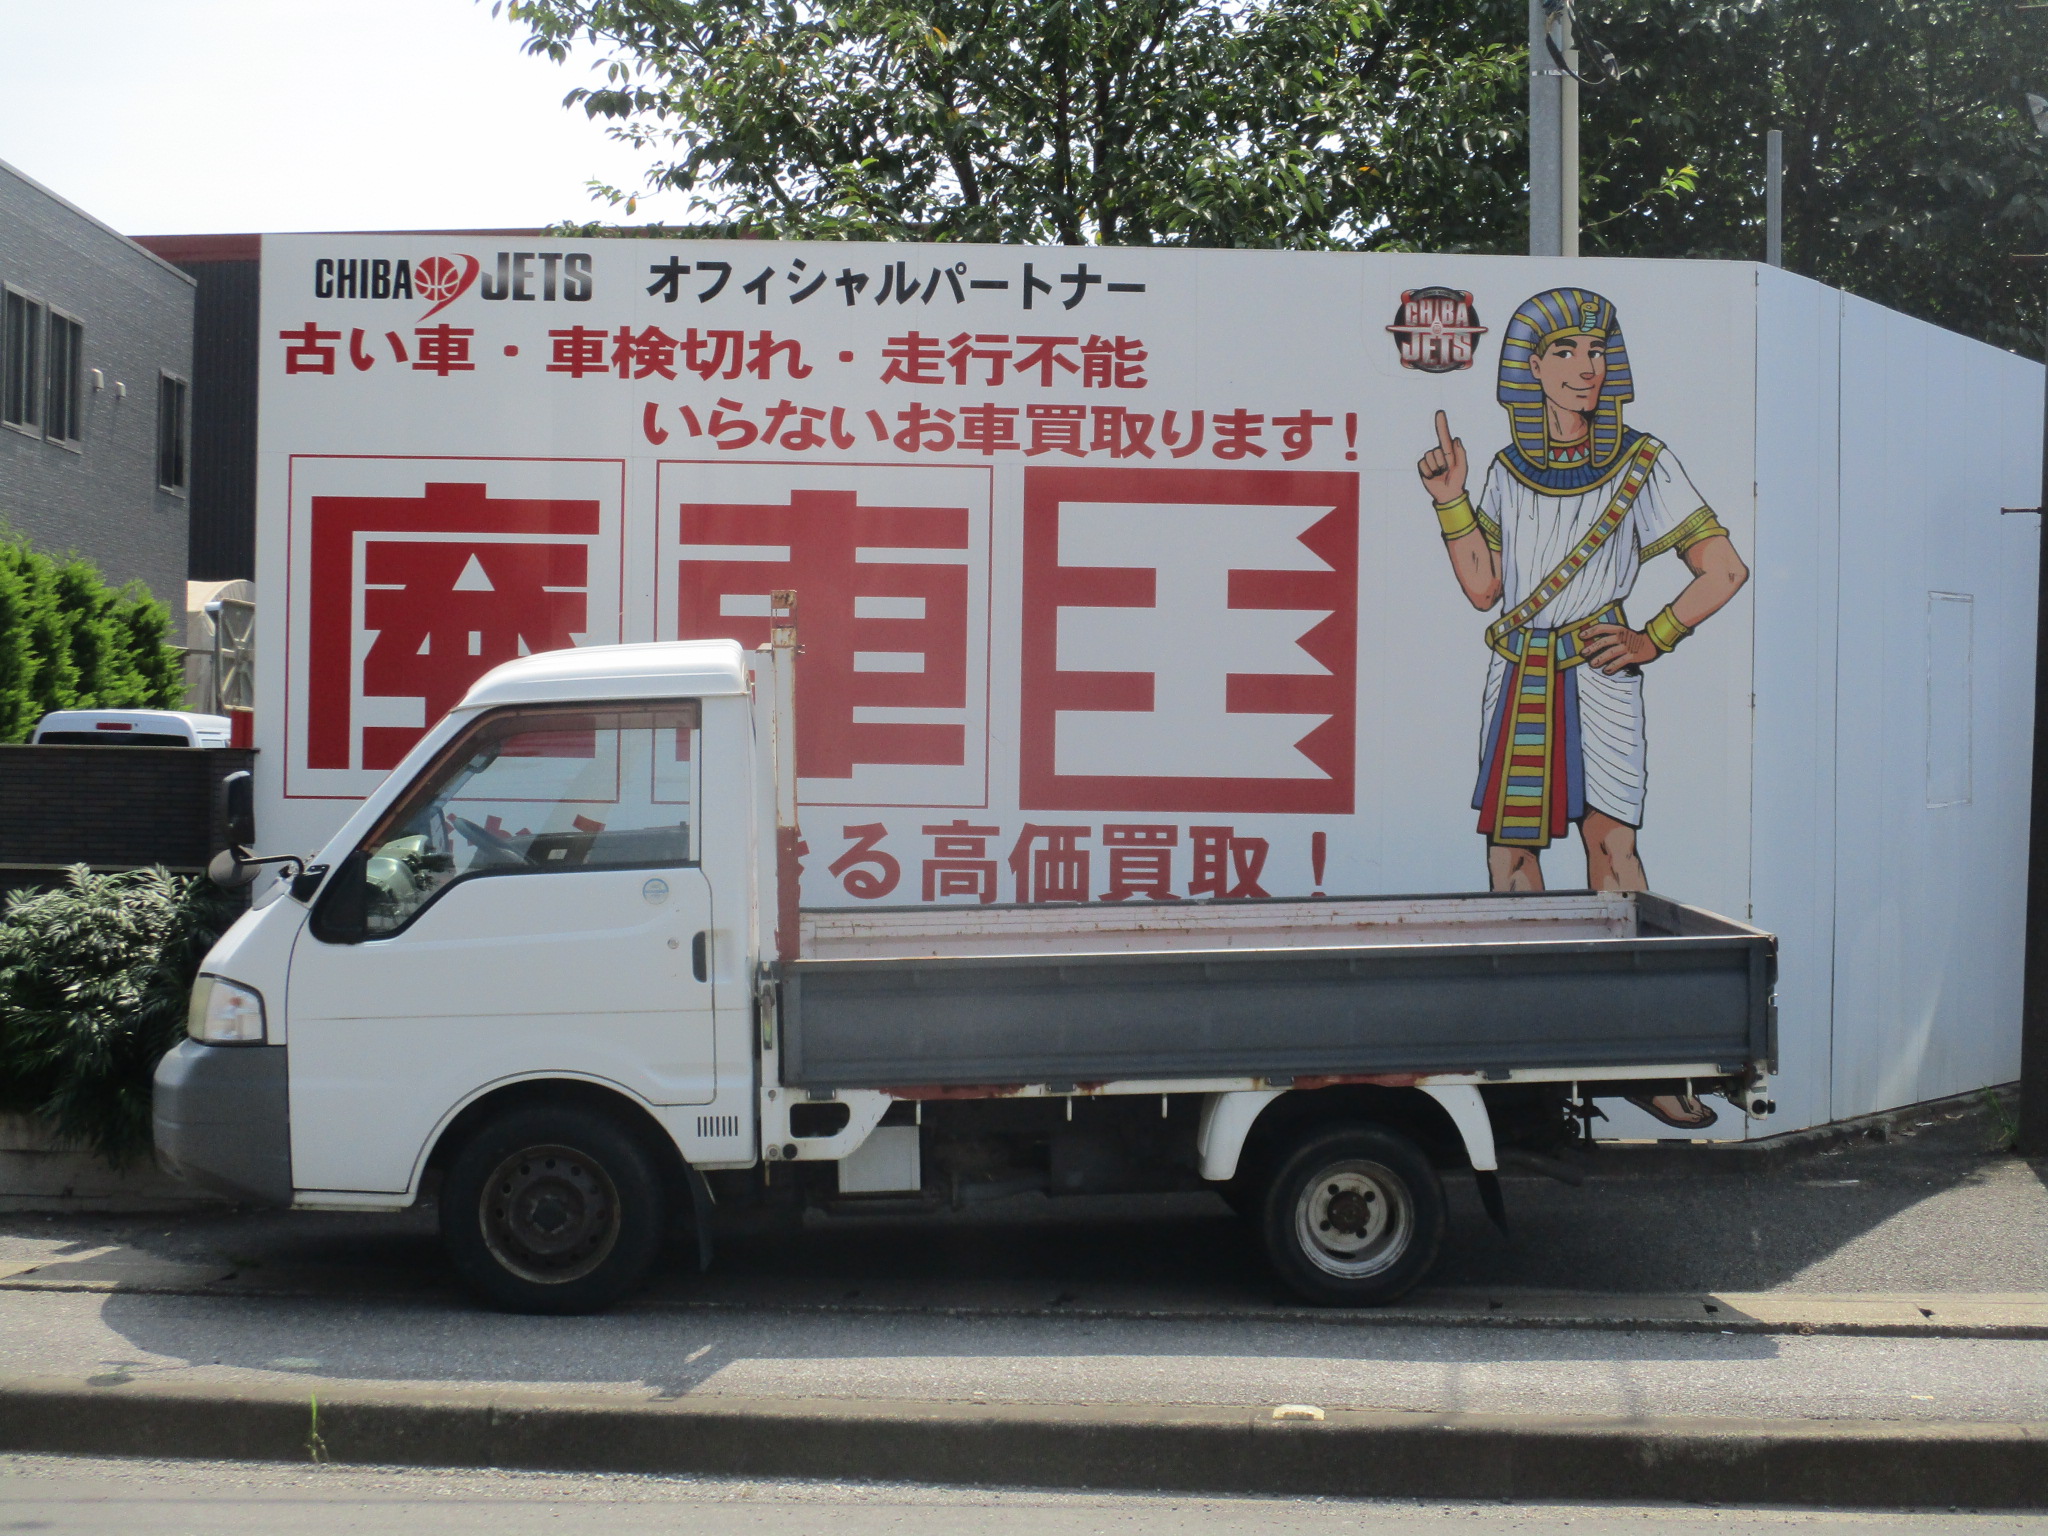 CHIBA JETS オフィシャルパートナー
古い車・車検切れ・走行不能
いらないお車買取ります!
CHIBA JETS
廃車王
きる高価買取!